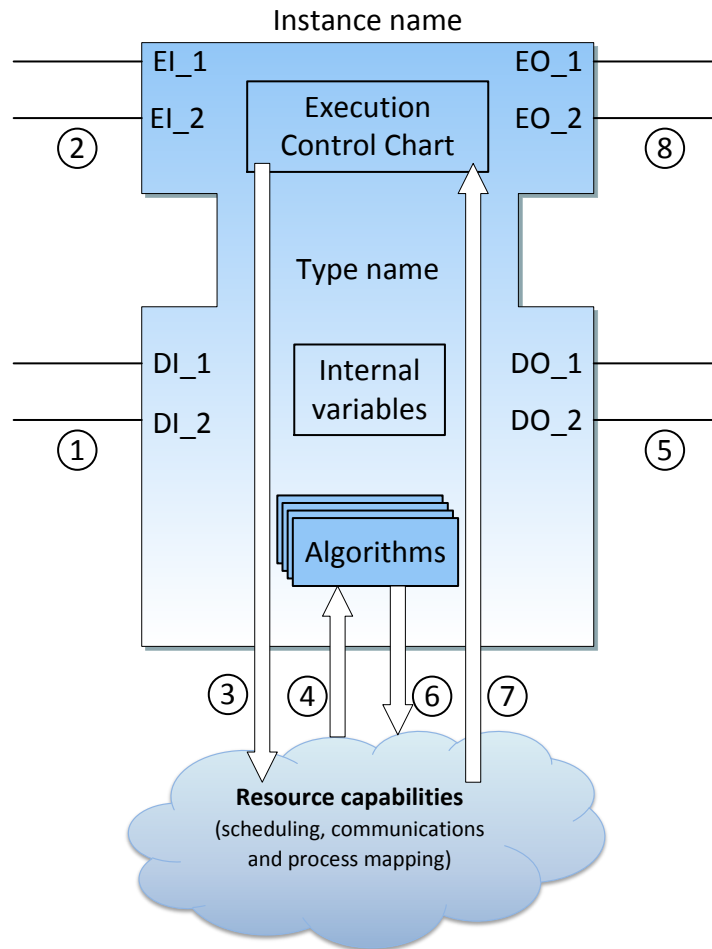 Instance name
EI_1
EO_1
Execution
Control Chart
EI_2
EO_2
2
8
Type name
DI_1
Internal
variables
DO_1
DI_2
DO_2
1
5
Algorithms
3
4
6
7
Resource capabilities
(scheduling, communications
and process mapping)